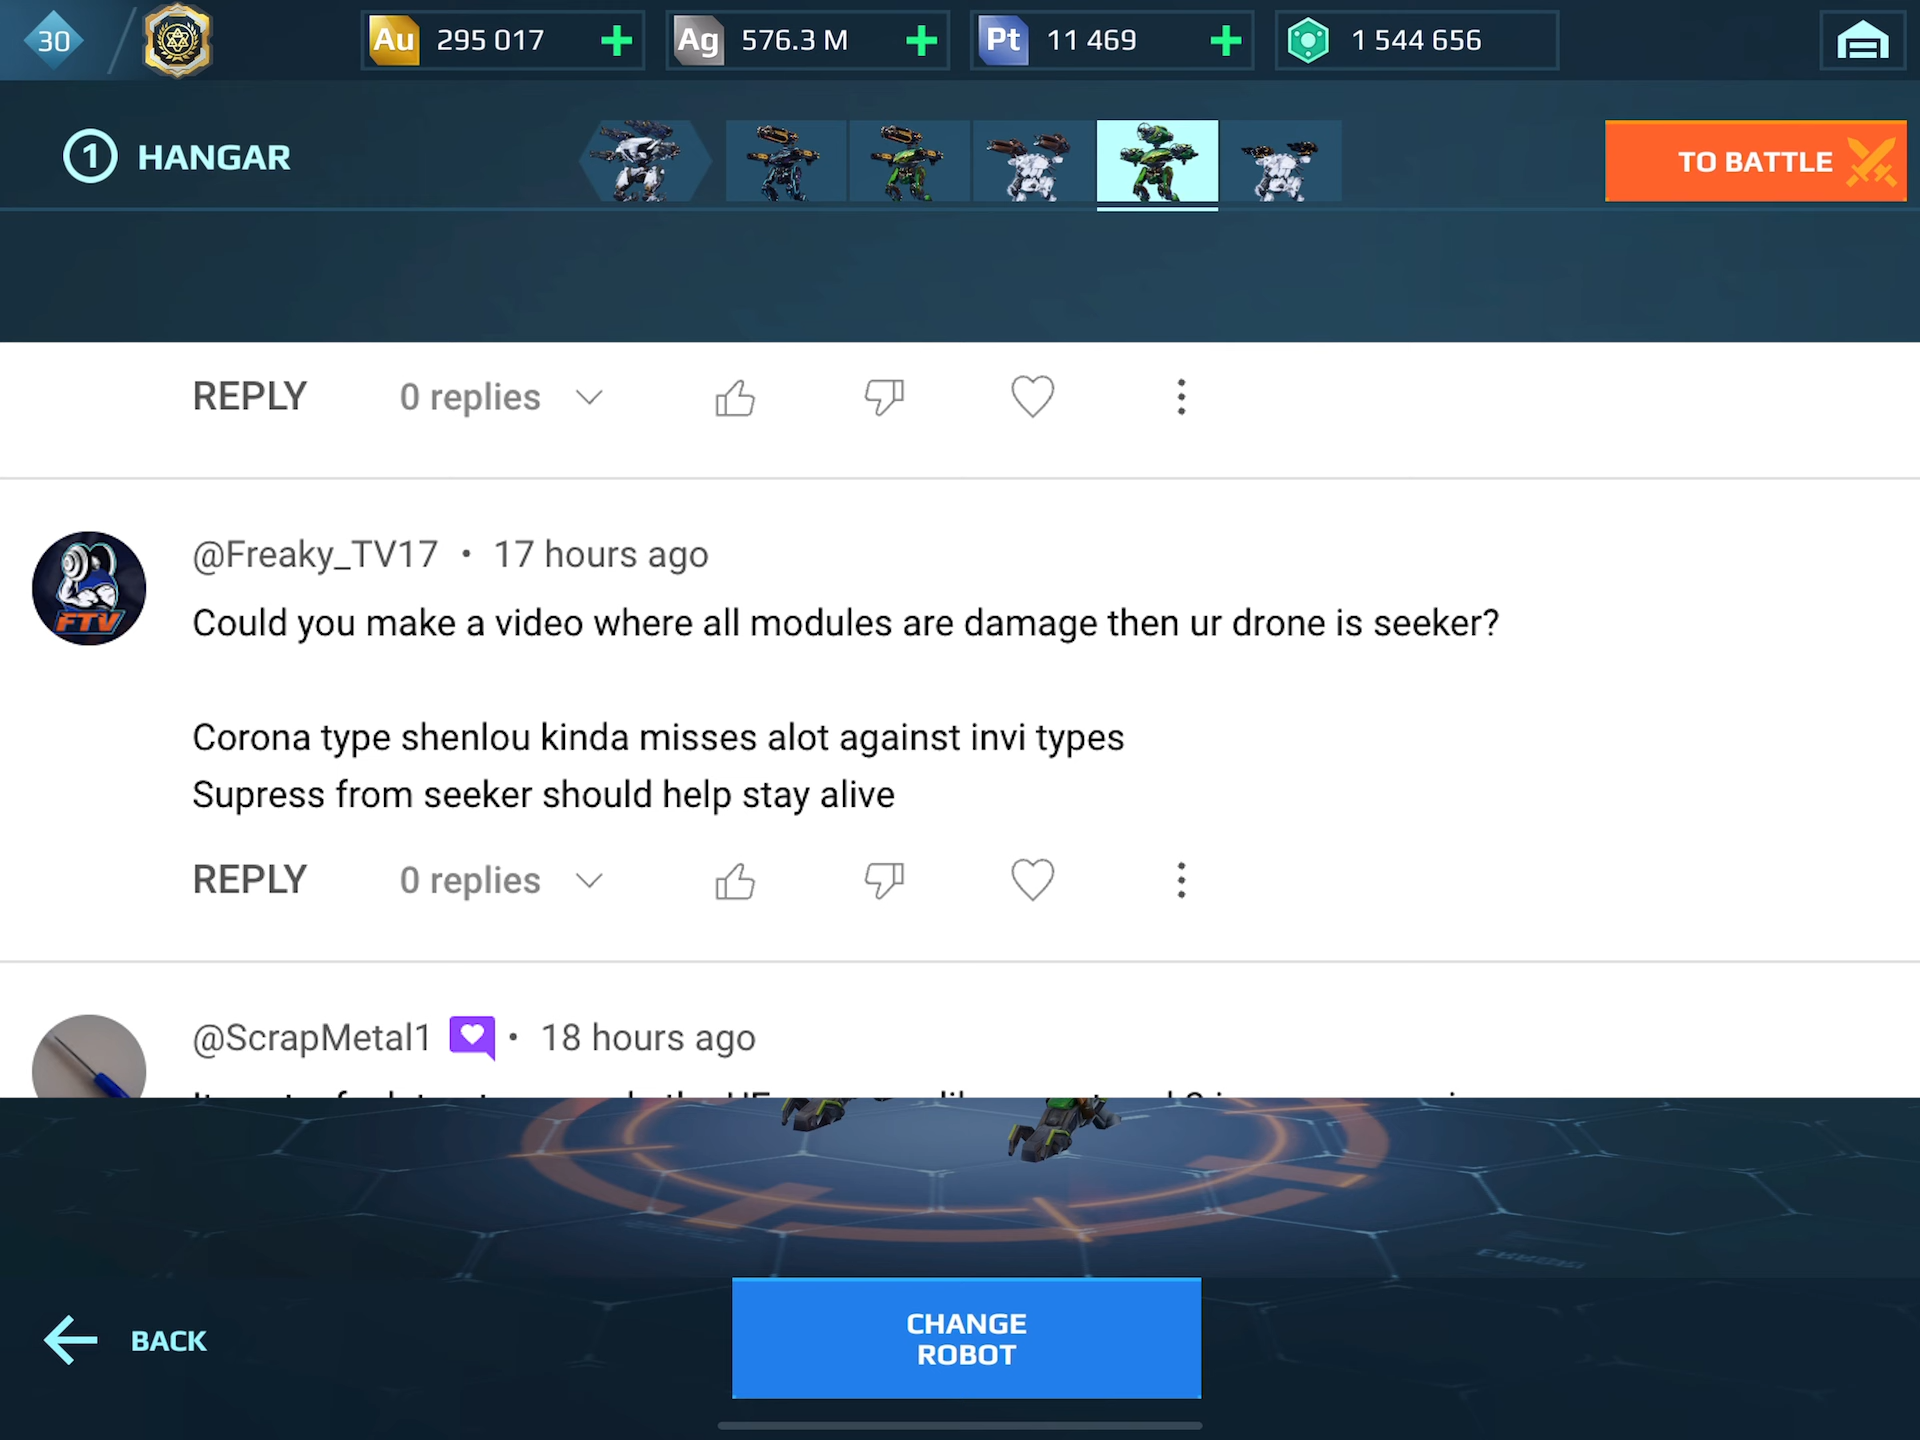 30
Au 295 017
Ag 576.3 M
Pt 11 469
1 544 656
1 HANGAR
TO BATTLE
REPLY 0 replies
@Freaky_TV17 • 17 hours ago
FTV
Could you make a video where all modules are damage then ur drone is seeker?
Corona type shenlou kinda misses alot against invi types
Supress from seeker should help stay alive
REPLY 0 replies
@ScrapMetal1 • 18 hours ago
BACK
CHANGE
ROBOT